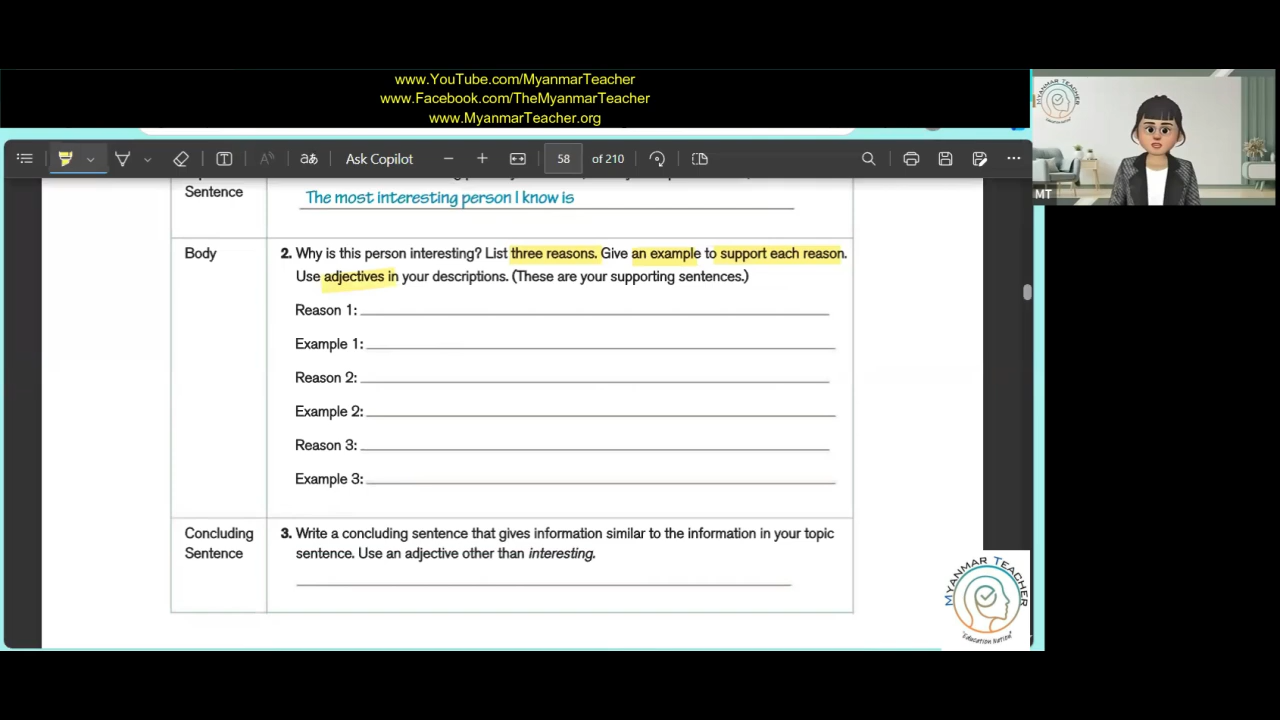 www.YouTube.com/MyanmarTeacher
www.Facebook.com/TheMyanmarTeacher
www.MyanmarTeacher.org
MYANMAR TEACHER
MT
Ask Copilot
58 of 210
Sentence
The most interesting person I know is
Body
2. Why is this person interesting? List three reasons. Give an example to support each reason.
Use adjectives in your descriptions. (These are your supporting sentences.)
Reason 1:
Example 1:
Reason 2:
Example 2:
Reason 3:
Example 3:
Concluding
Sentence
3. Write a concluding sentence that gives information similar to the information in your topic
sentence. Use an adjective other than interesting.
MYANMAR TEACHER
"Education Nation"